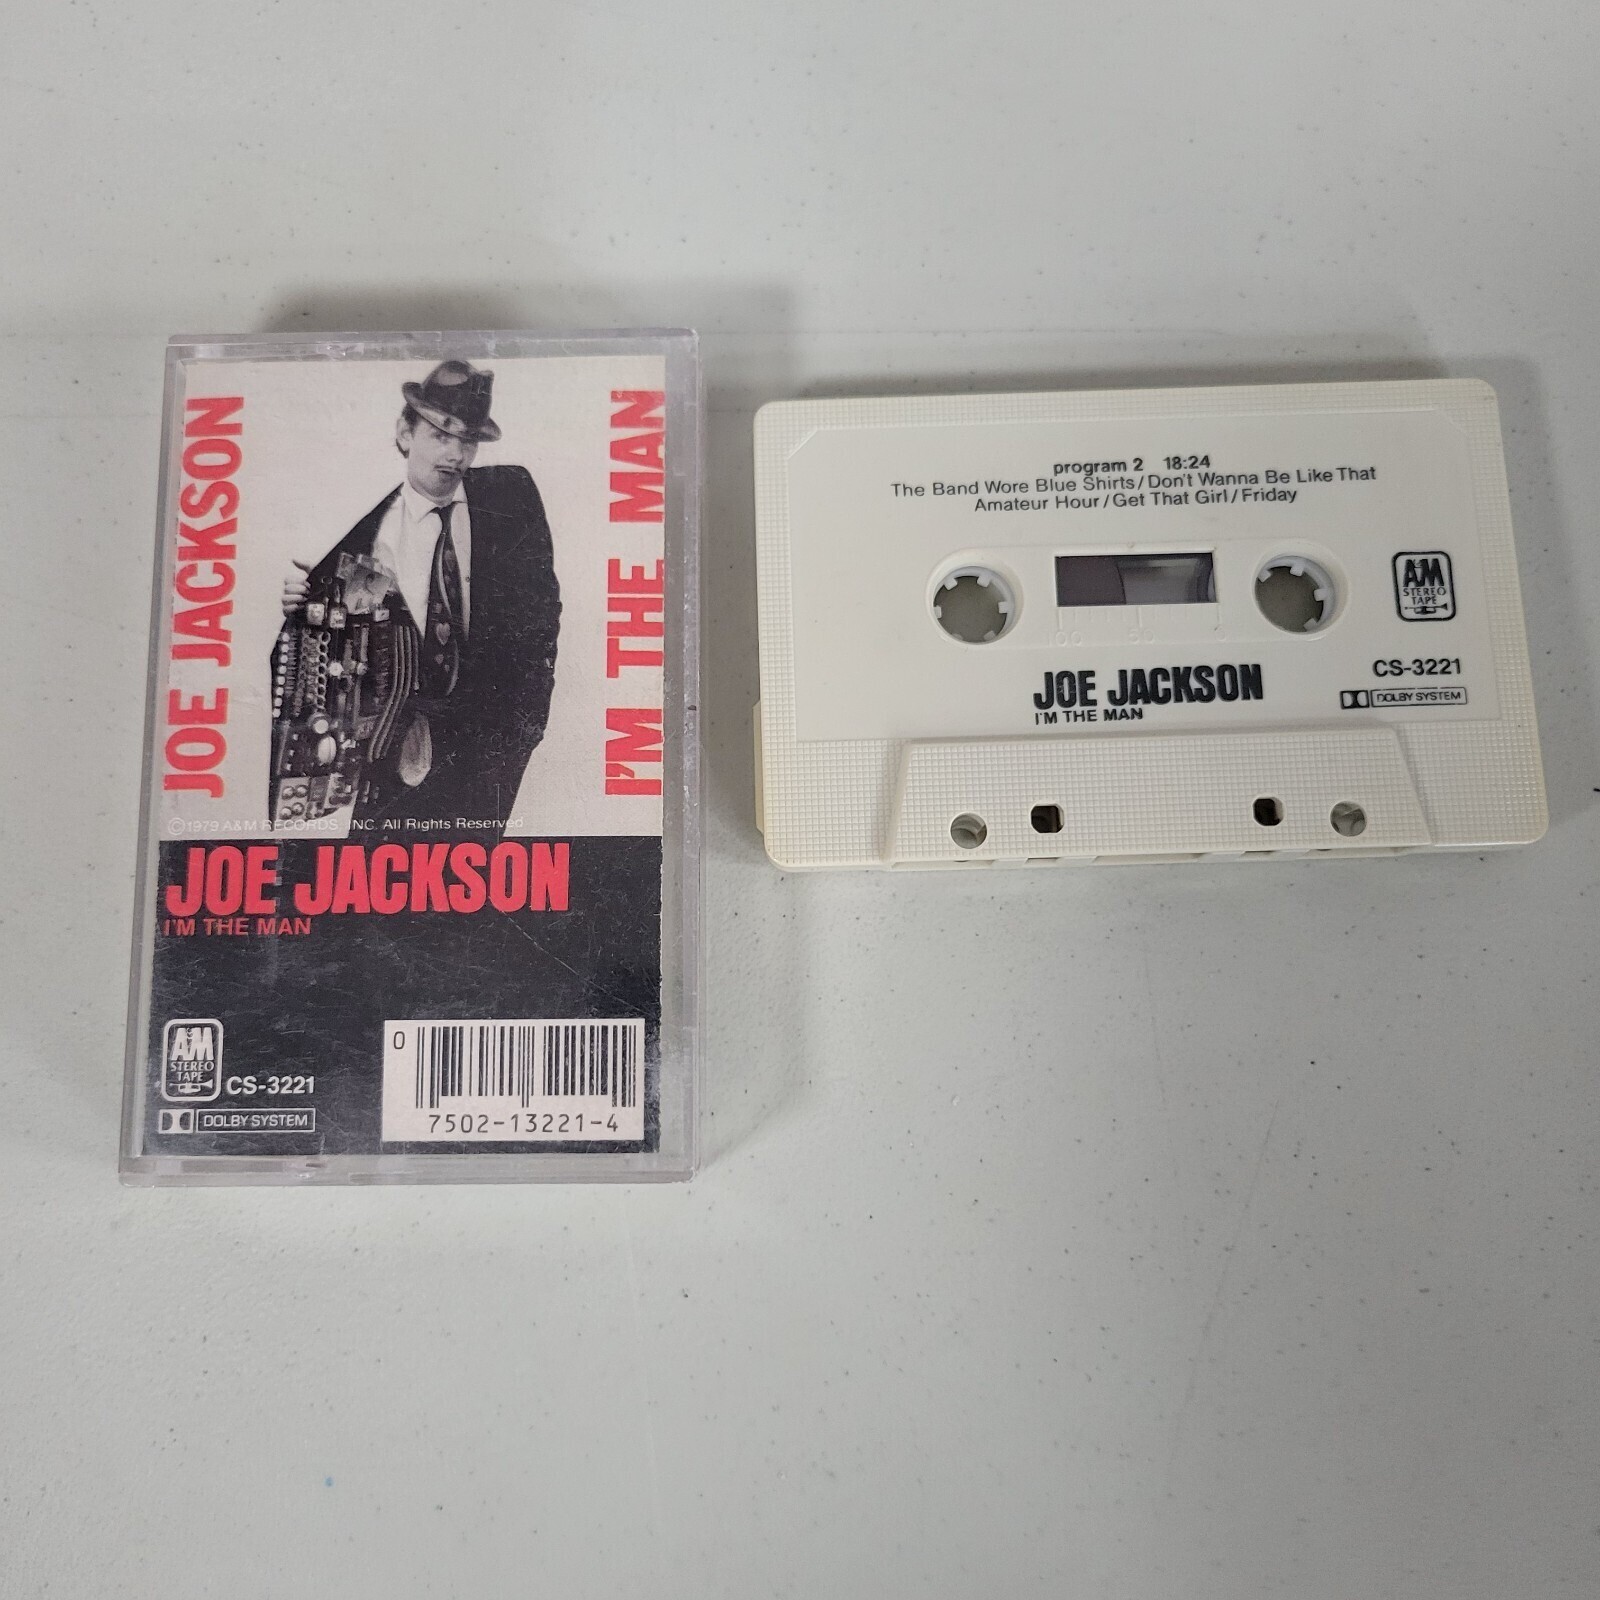 JOE JACKSON
I'M THE MAN
©1979 A&M RECORDS, INC. All Rights Reserved
JOE JACKSON
I'M THE MAN
A&M
STEREO
TAPE
CS-3221
DOLBY SYSTEM
0
7502-13221-4
program 2 18:24
The Band Wore Blue Shirts/Don't Wanna Be Like That
Amateur Hour/Get That Girl/Friday
A&M
STEREO
TAPE
100 50 0
JOE JACKSON
I'M THE MAN
CS-3221
DOLBY SYSTEM